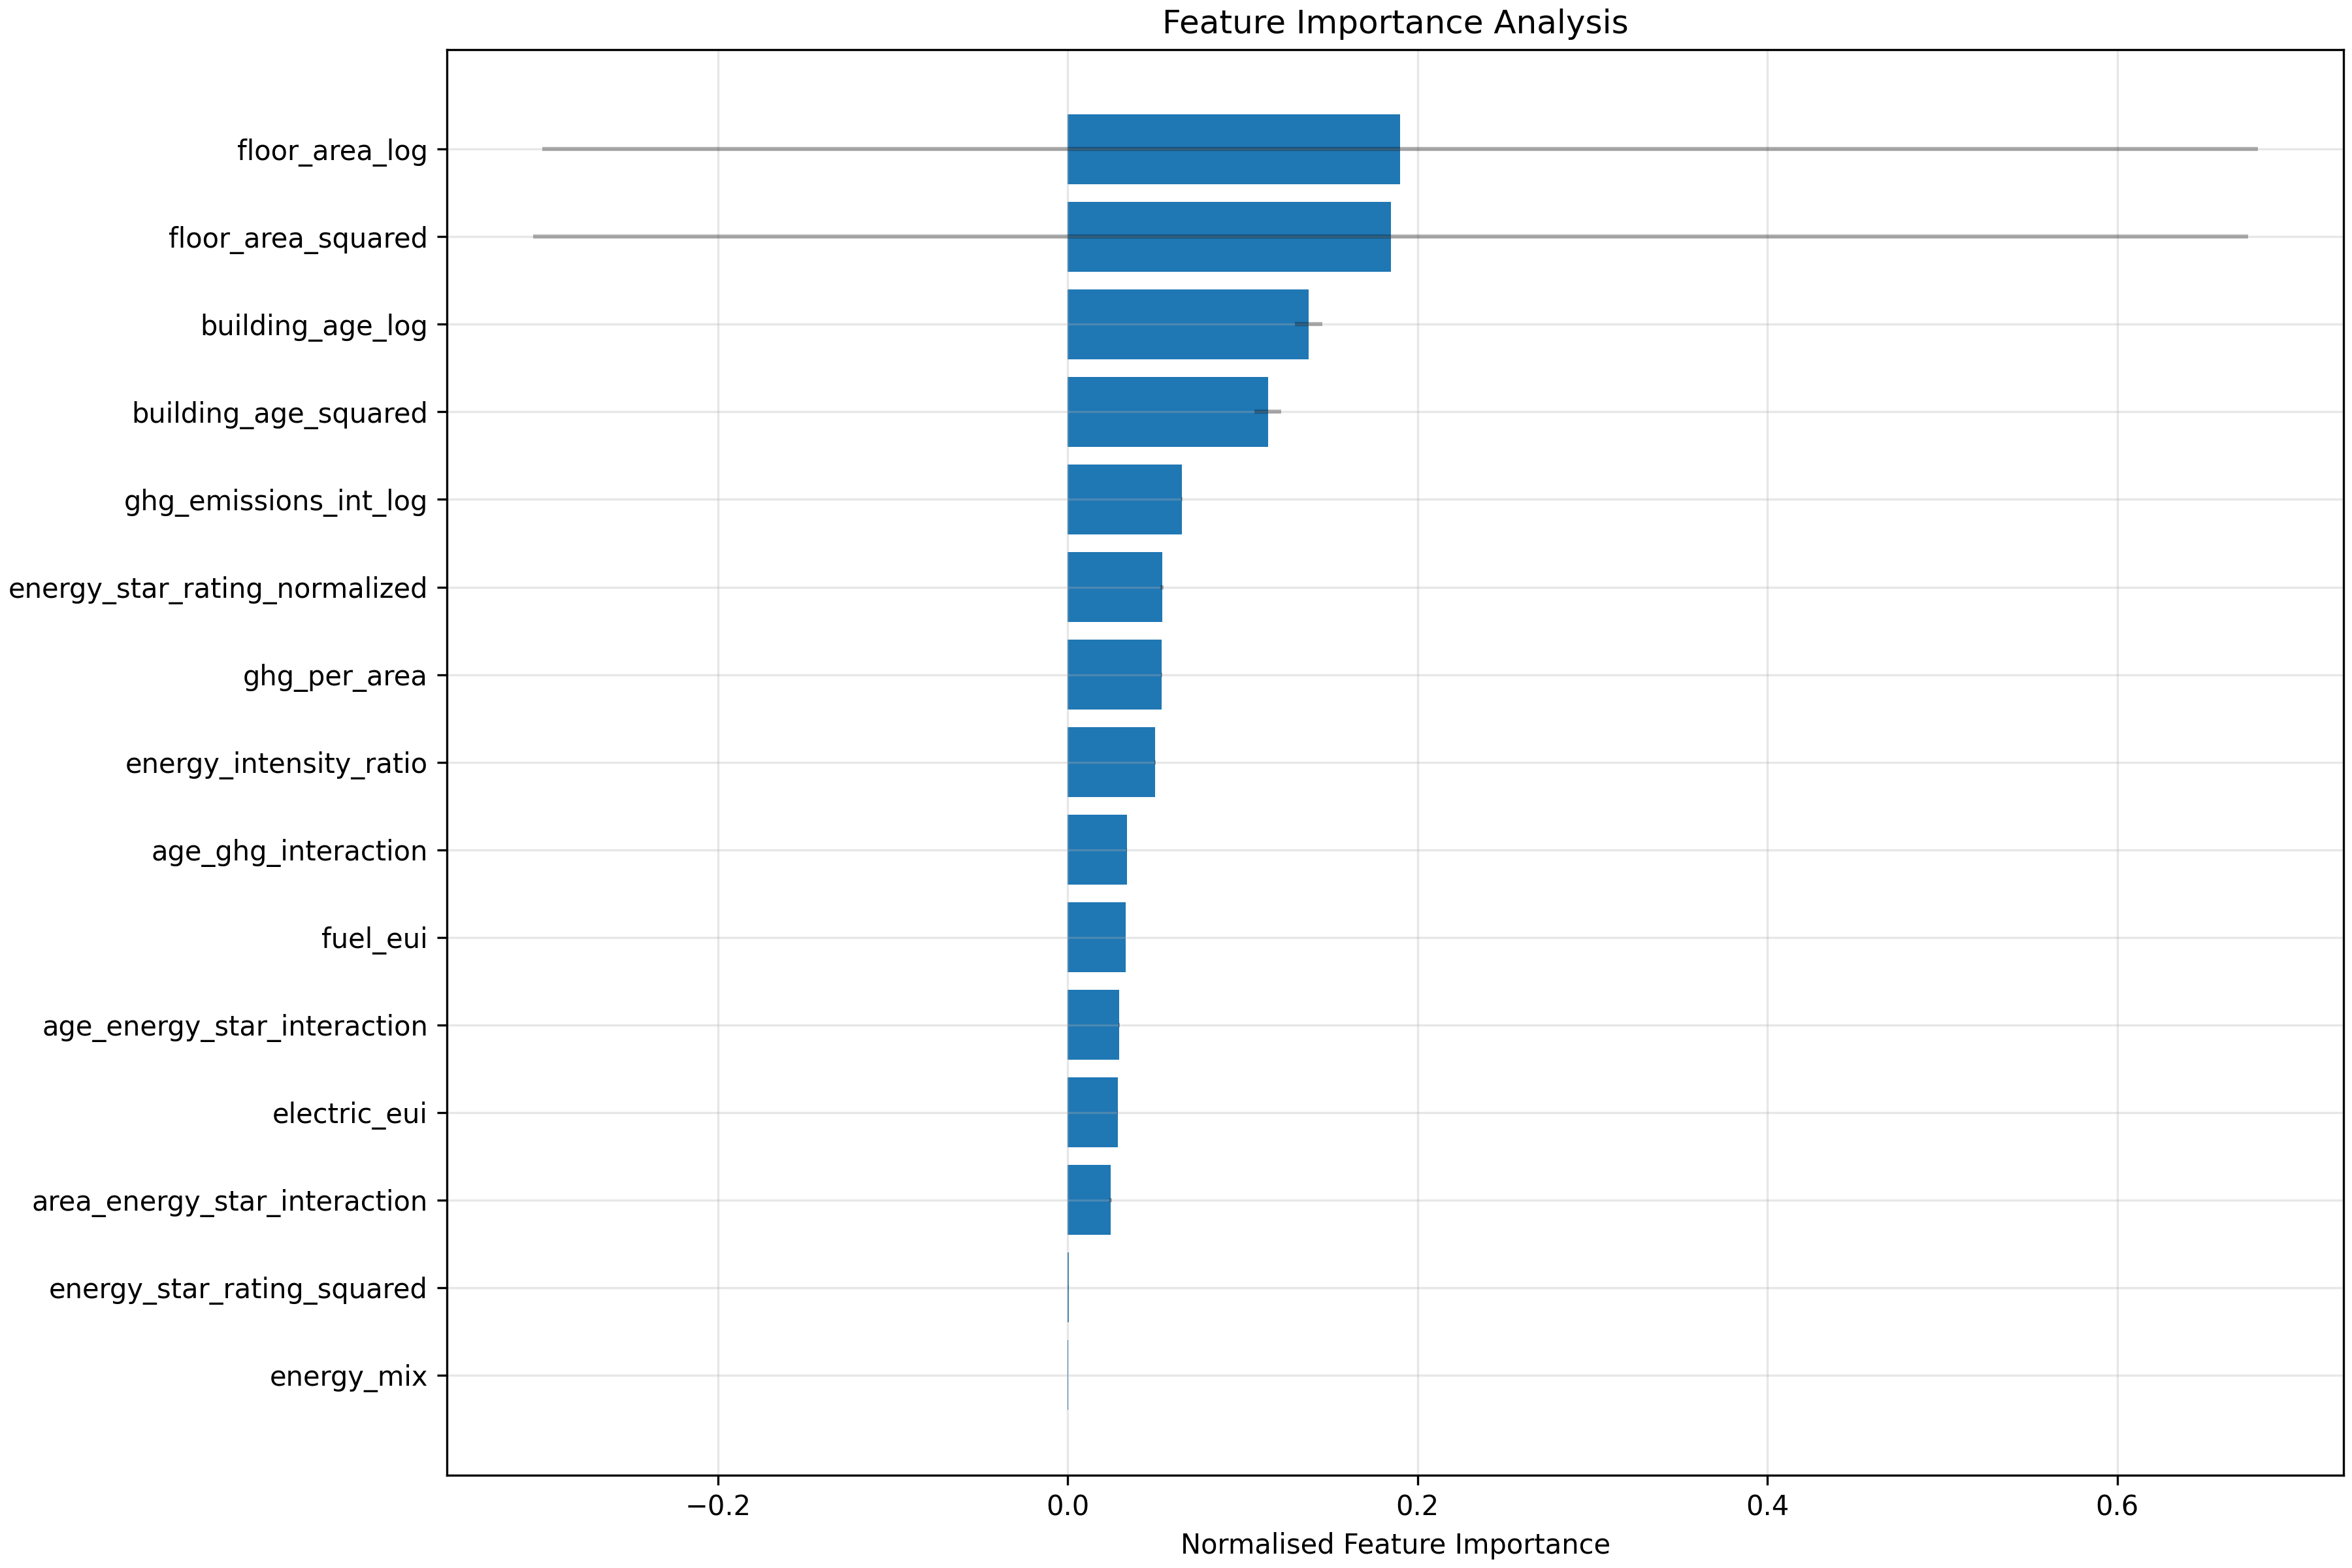 Feature Importance Analysis
floor_area_log
floor_area_squared
building_age_log
building_age_squared
ghg_emissions_int_log
energy_star_rating_normalized
ghg_per_area
energy_intensity_ratio
age_ghg_interaction
fuel_eui
age_energy_star_interaction
electric_eui
area_energy_star_interaction
energy_star_rating_squared
energy_mix
−0.2 0.0 0.2 0.4 0.6
Normalised Feature Importance